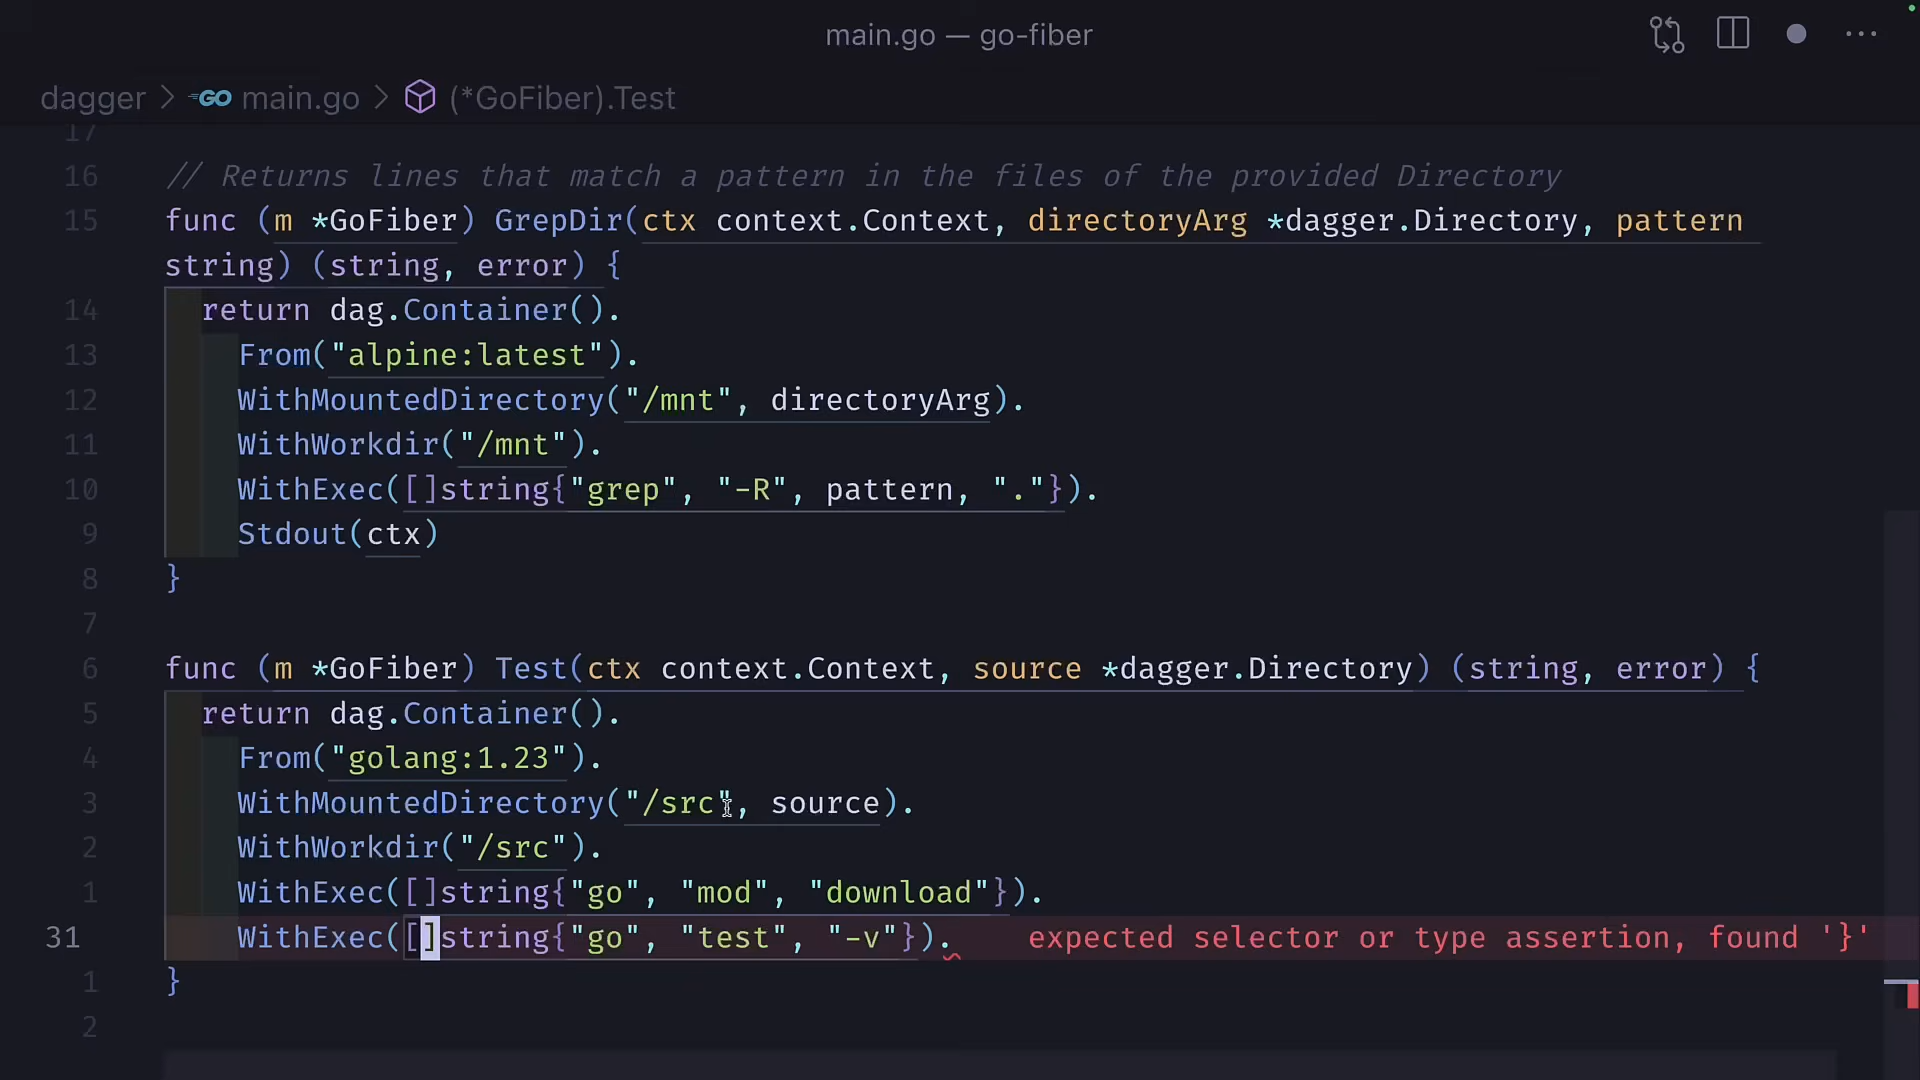 main.go — go-fiber
dagger > GO main.go > (*GoFiber).Test
17
16 // Returns lines that match a pattern in the files of the provided Directory
15 func (m *GoFiber) GrepDir(ctx context.Context, directoryArg *dagger.Directory, pattern
string) (string, error) {
14 return dag.Container().
13 From("alpine:latest").
12 WithMountedDirectory("/mnt", directoryArg).
11 WithWorkdir("/mnt").
10 WithExec([]string{"grep", "-R", pattern, "."}).
9 Stdout(ctx)
8 }
7
6 func (m *GoFiber) Test(ctx context.Context, source *dagger.Directory) (string, error) {
5 return dag.Container().
4 From("golang:1.23").
3 WithMountedDirectory("/src", source).
2 WithWorkdir("/src").
1 WithExec([]string{"go", "mod", "download"}).
31 WithExec([]string{"go", "test", "-v"}). expected selector or type assertion, found '}'
1 }
2